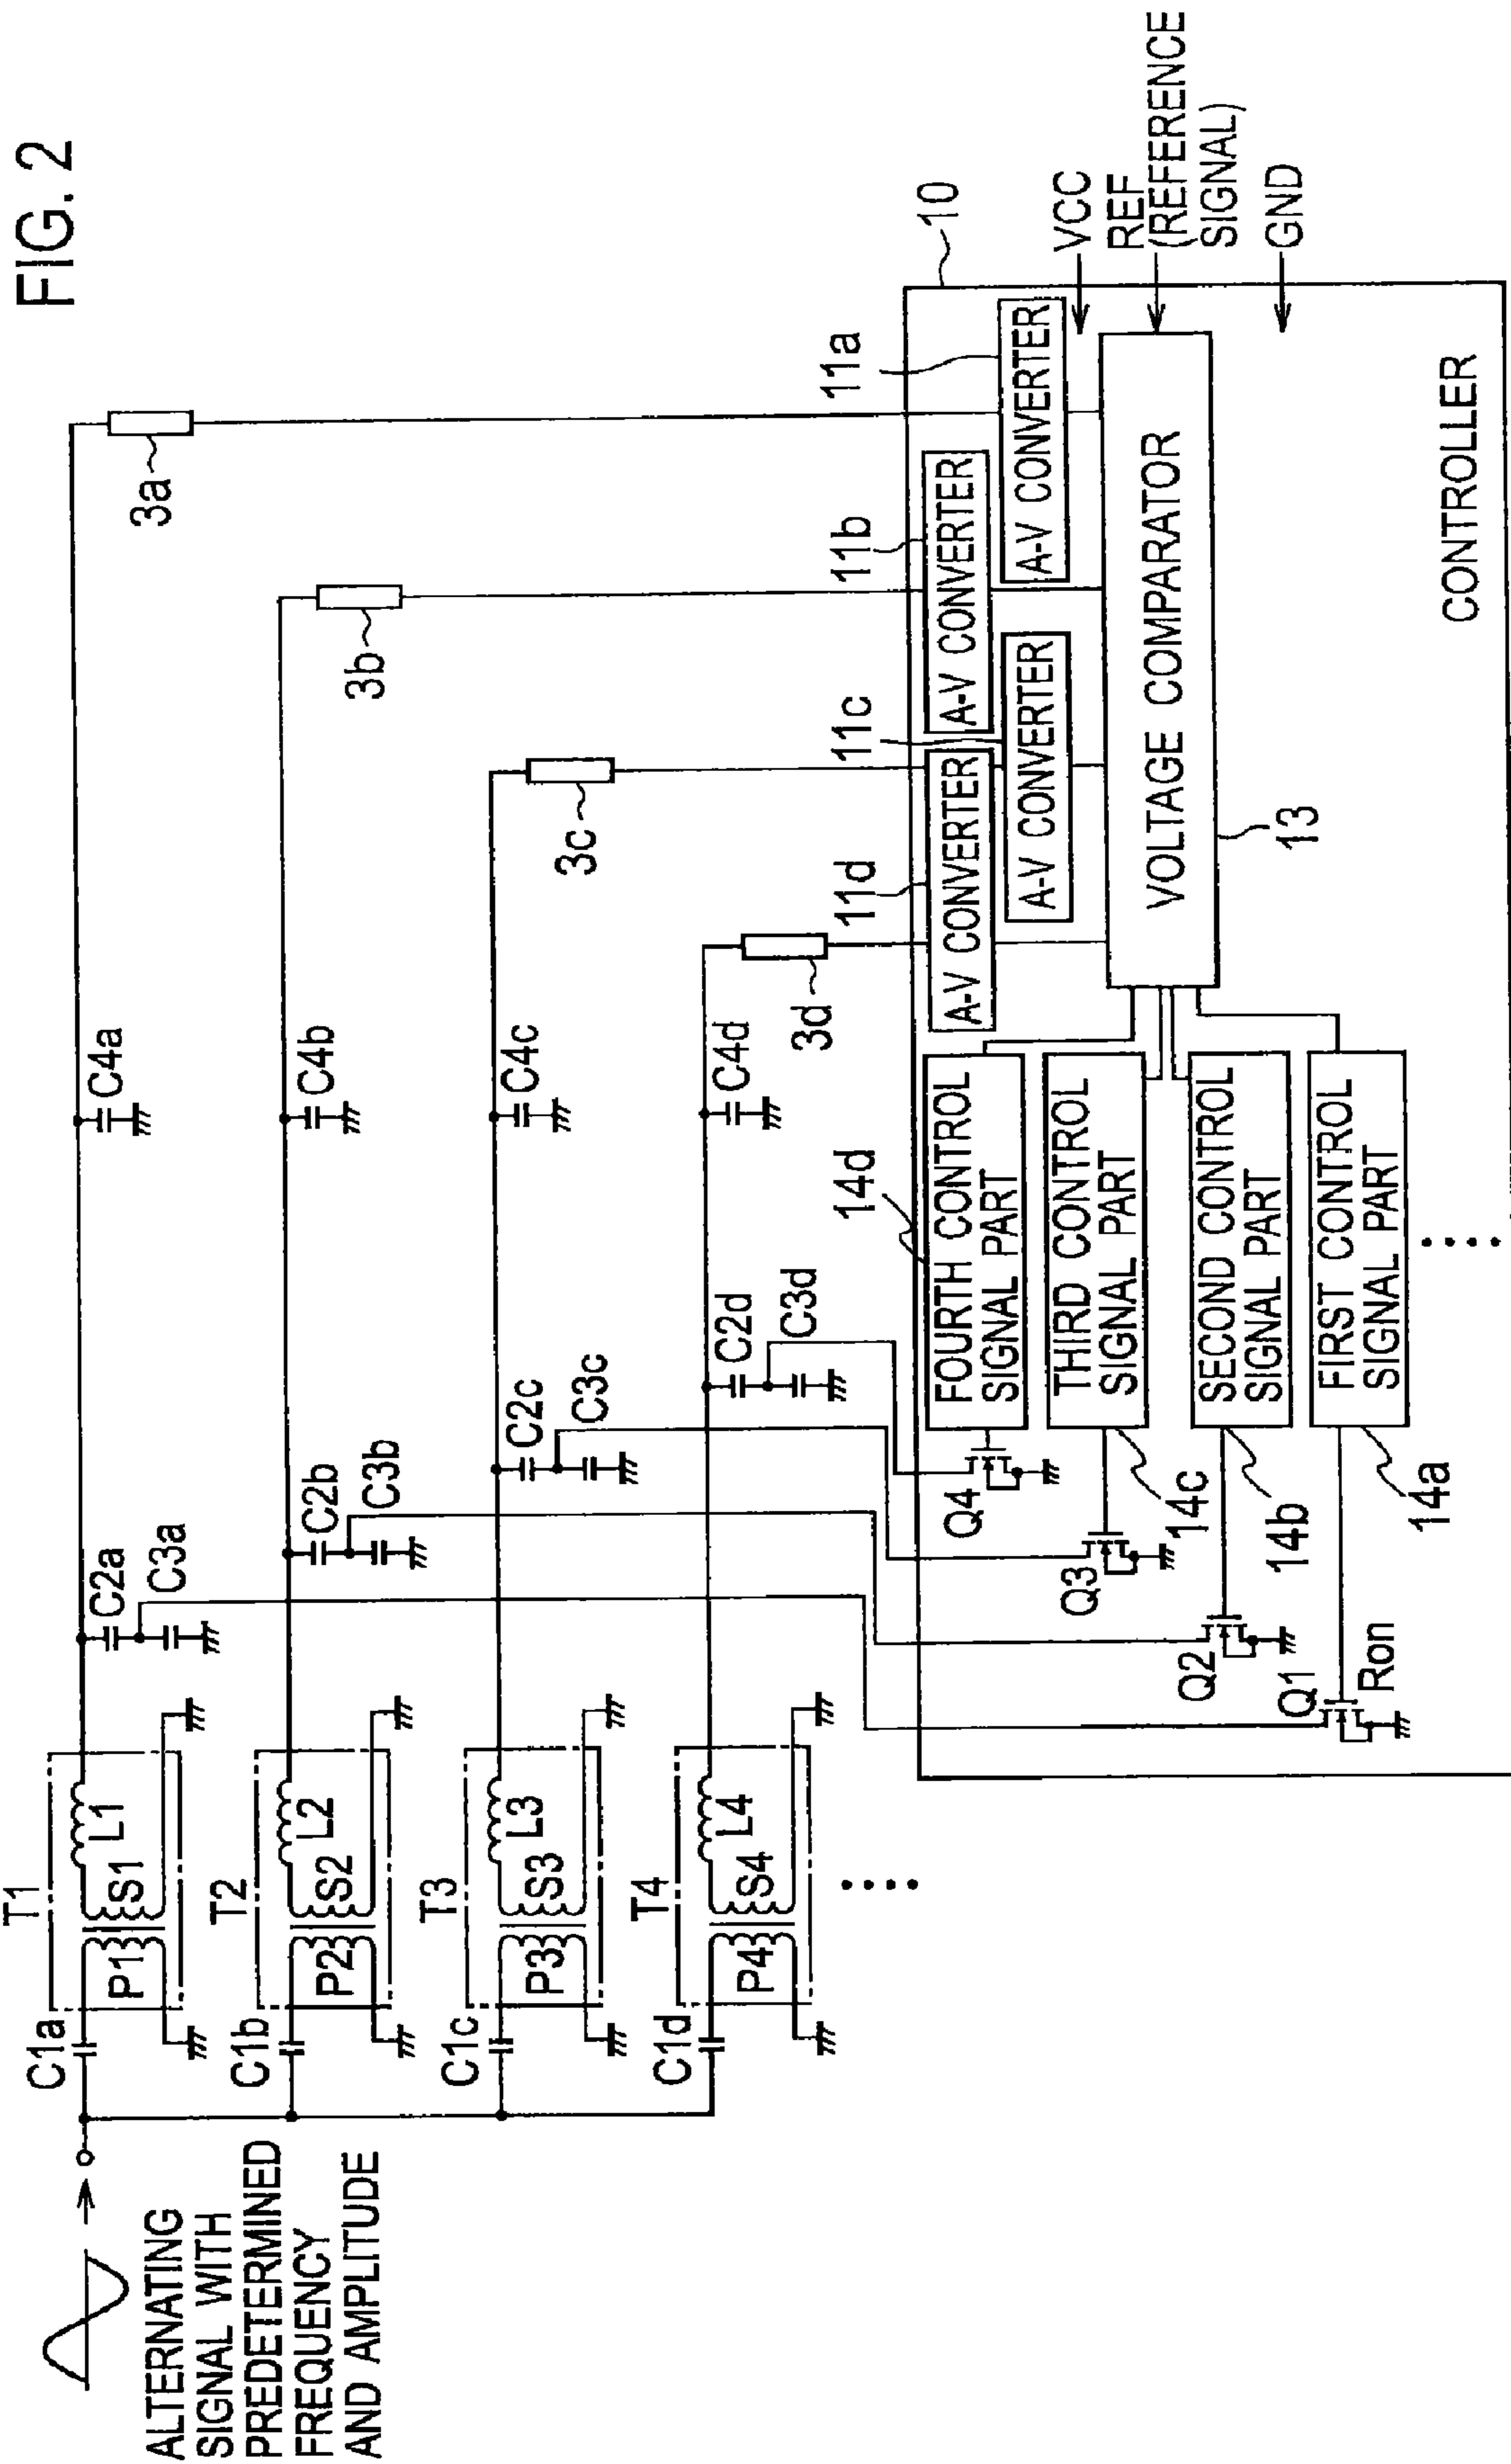 FIG. 2
T1
C1a
P1
S1
L1
C2a
C3a
C4a
3a
T2
C1b
P2
S2
L2
C2b
C3b
C4b
3b
T3
C1c
P3
S3
L3
C2c
C3c
C4c
3c
T4
C1d
P4
S4
L4
C2d
C3d
C4d
3d
ALTERNATING
SIGNAL WITH
PREDETERMINED
FREQUENCY
AND AMPLITUDE
14d
11d
11c
11b
11a
10
A-V CONVERTER
A-V CONVERTER
A-V CONVERTER
A-V CONVERTER
VOLTAGE COMPARATOR
13
VCC
REF
(REFERENCE
SIGNAL)
GND
Q4
FOURTH CONTROL
SIGNAL PART
Q3
THIRD CONTROL
SIGNAL PART
14c
Q2
SECOND CONTROL
SIGNAL PART
14b
Q1
Ron
FIRST CONTROL
SIGNAL PART
14a
CONTROLLER